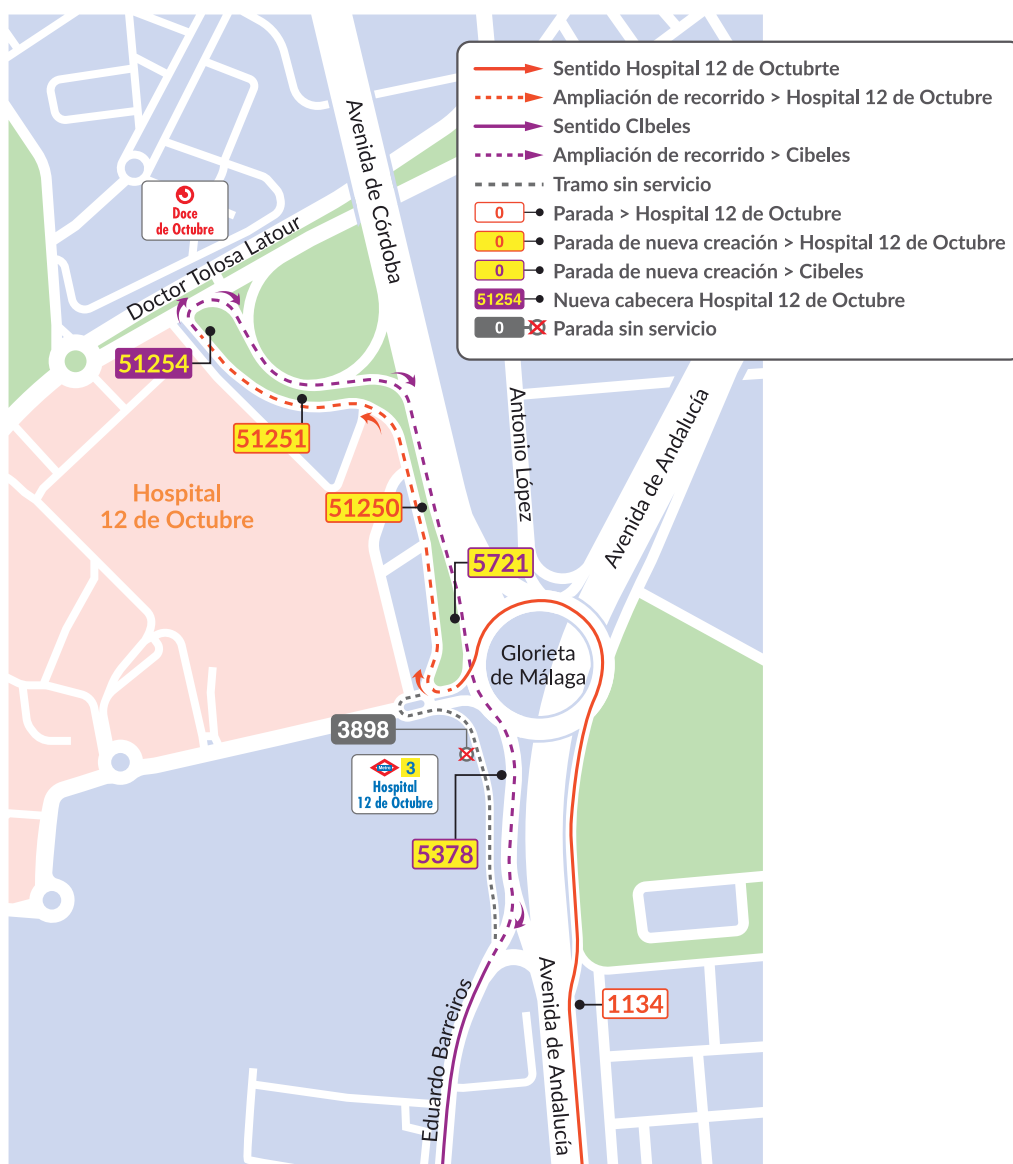 Sentido Hospital 12 de Octubrte
Ampliación de recorrido > Hospital 12 de Octubre
Sentido CIbeles
Ampliación de recorrido > Cibeles
Tramo sin servicio
0 Parada > Hospital 12 de Octubre
0 Parada de nueva creación > Hospital 12 de Octubre
0 Parada de nueva creación > Cibeles
51254 Nueva cabecera Hospital 12 de Octubre
0 Parada sin servicio
Avenida de Córdoba
Doce
de Octubre
Doctor Tolosa Latour
51254
51251
Antonio López
Avenida de Andalucía
Hospital
12 de Octubre
51250
5721
Glorieta
de Málaga
3898
Metro 3
Hospital
12 de Octubre
5378
Eduardo Barreiros
Avenida de Andalucía
1134